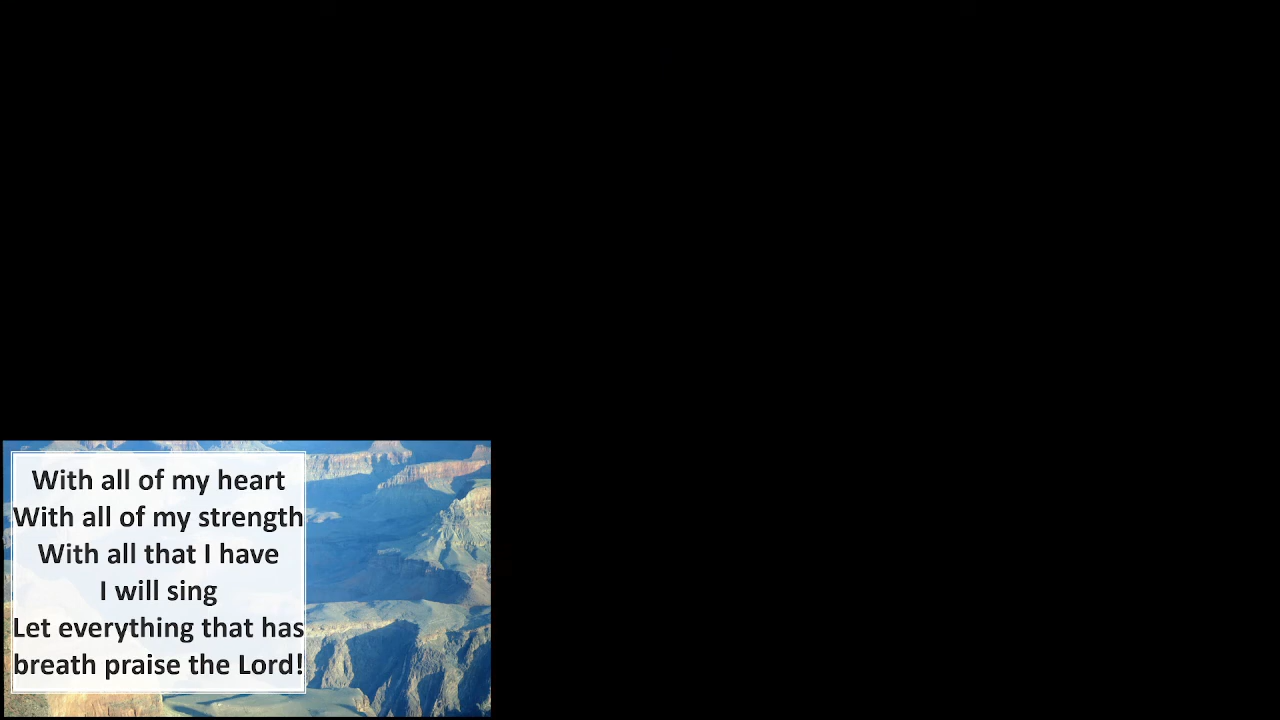 With all of my heart
With all of my strength
With all that I have
I will sing
Let everything that has
breath praise the Lord!